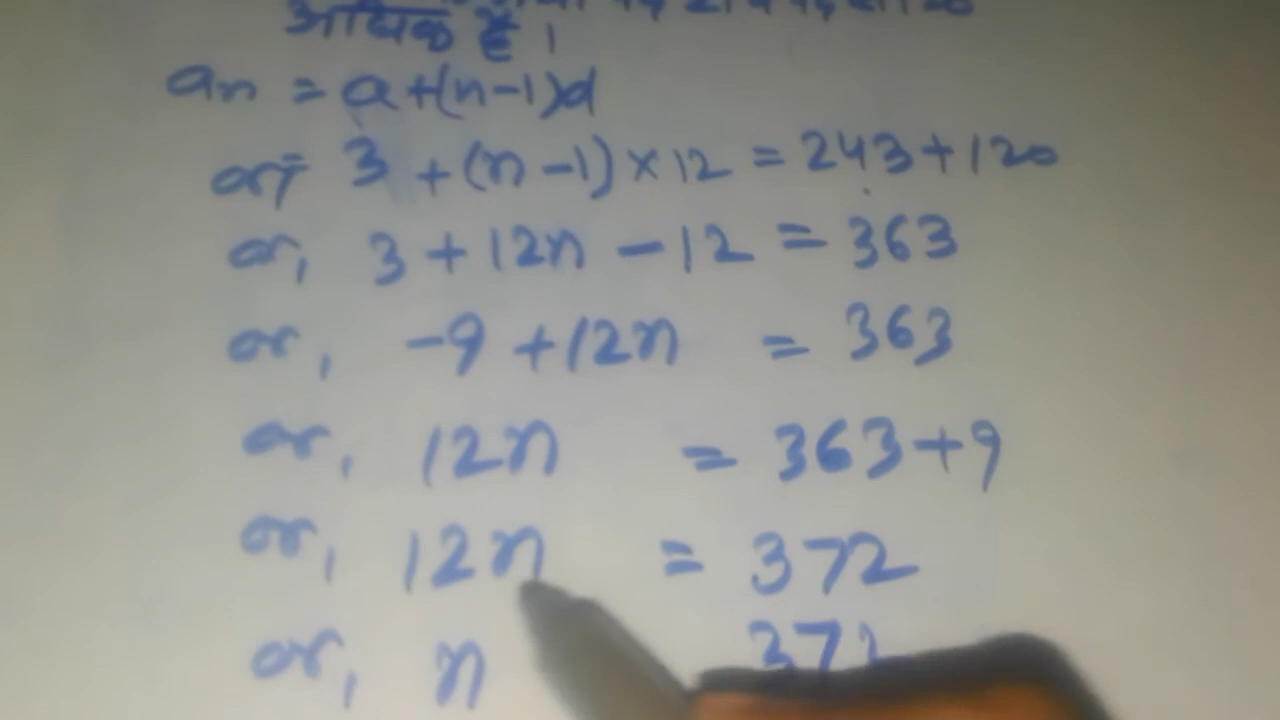 अधिक है।
an = a+(n-1)d
or, 3 + (n-1) × 12 = 243+120
or, 3 + 12n - 12 = 363
or, -9 + 12n = 363
or, 12n = 363+9
or, 12n = 372
or, n 372